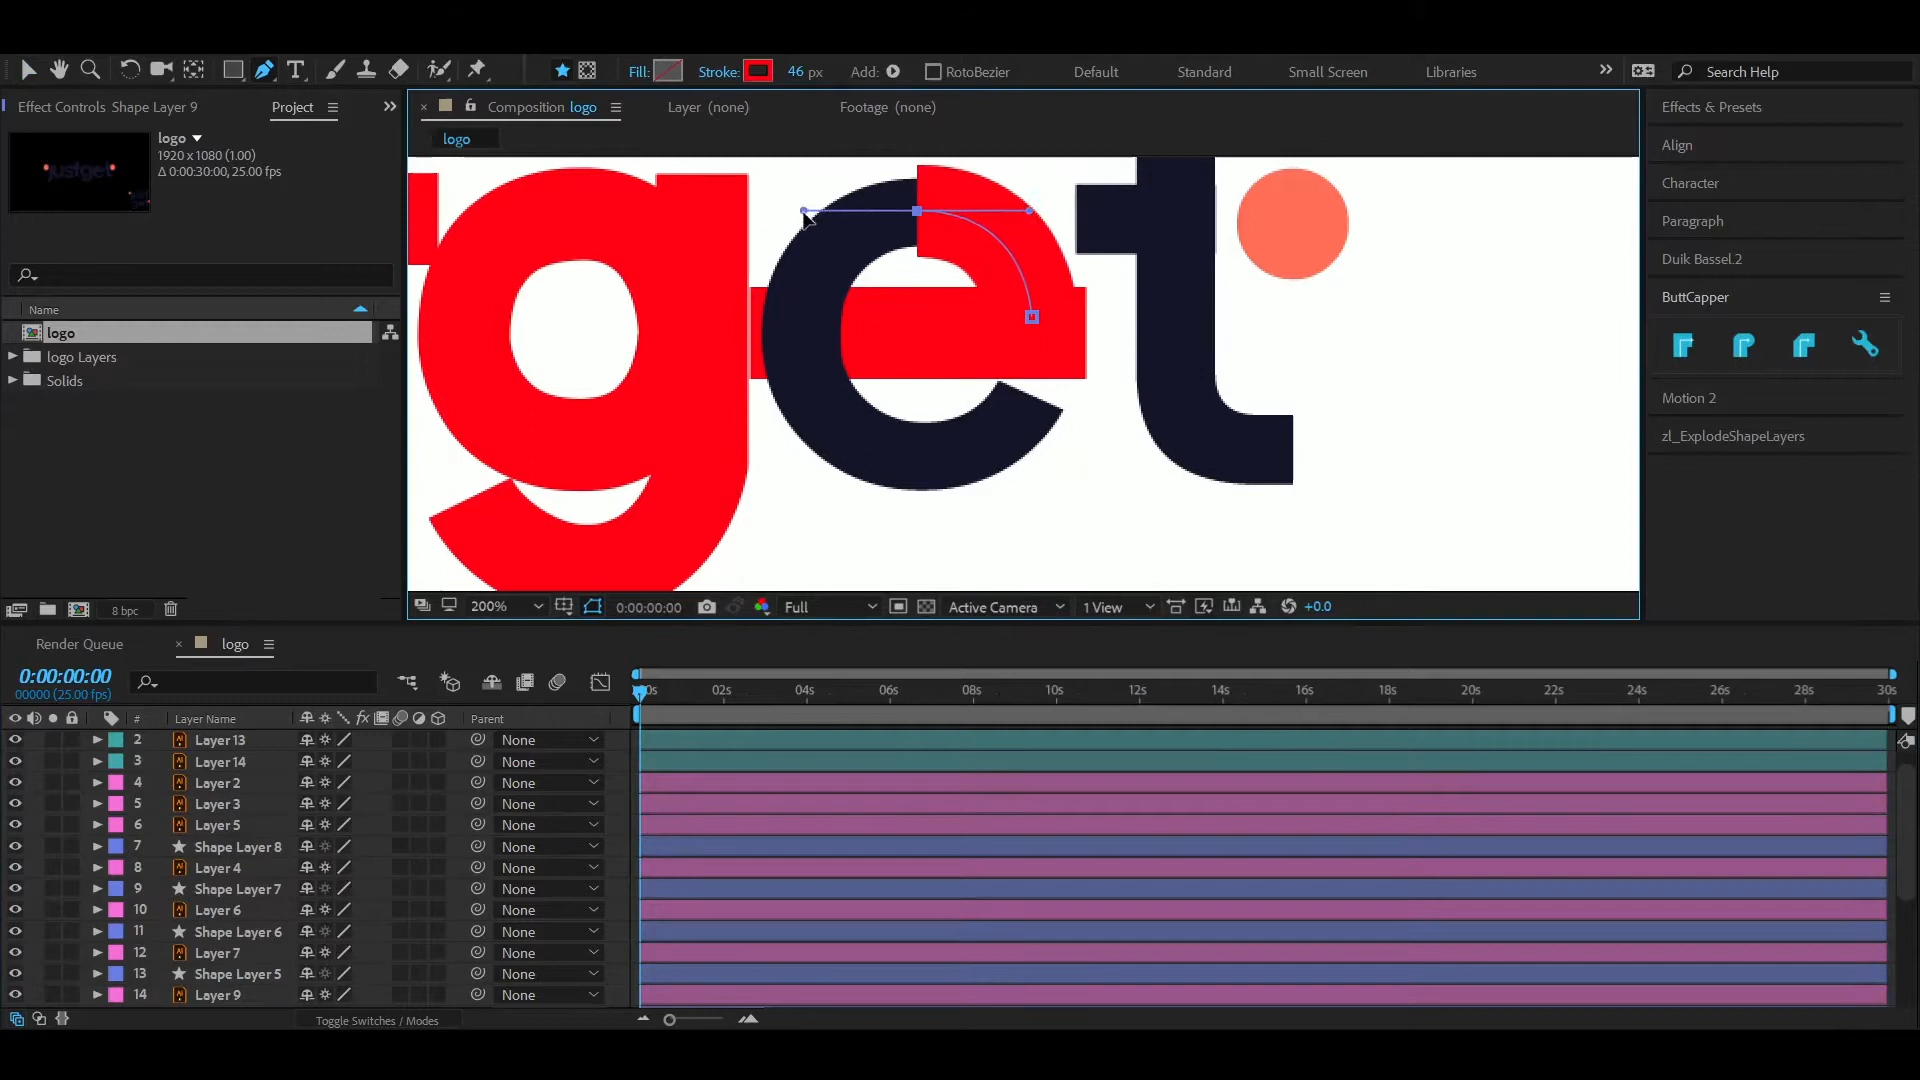 Fill: Stroke: 46 px Add: RotoBezier Default Standard Small Screen Libraries Search Help
Effect Controls Shape Layer 9 Project
Composition logo Layer (none) Footage (none)
logo
logo
1920 x 1080 (1.00)
Δ 0:00:30:00, 25.00 fps
justget
get
Name
logo
logo Layers
Solids
8 bpc
200% 0:00:00:00 Full Active Camera 1 View +0.0
Effects & Presets
Align
Character
Paragraph
Duik Bassel.2
ButtCapper
Motion 2
zl_ExplodeShapeLayers
Render Queue logo
0:00:00:00
00000 (25.00 fps)
00s 02s 04s 06s 08s 10s 12s 14s 16s 18s 20s 22s 24s 26s 28s 30s
# Layer Name fx Parent
2 Layer 13 None
3 Layer 14 None
4 Layer 2 None
5 Layer 3 None
6 Layer 5 None
7 Shape Layer 8 None
8 Layer 4 None
9 Shape Layer 7 None
10 Layer 6 None
11 Shape Layer 6 None
12 Layer 7 None
13 Shape Layer 5 None
14 Layer 9 None
Toggle Switches / Modes